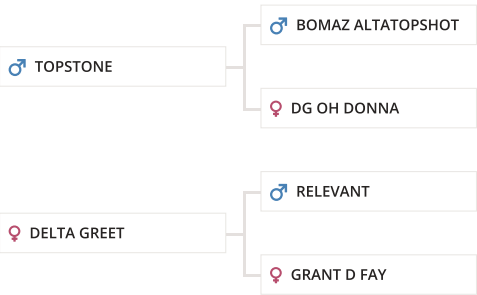 BOMAZ ALTATOPSHOT
TOPSTONE
DG OH DONNA
RELEVANT
DELTA GREET
GRANT D FAY